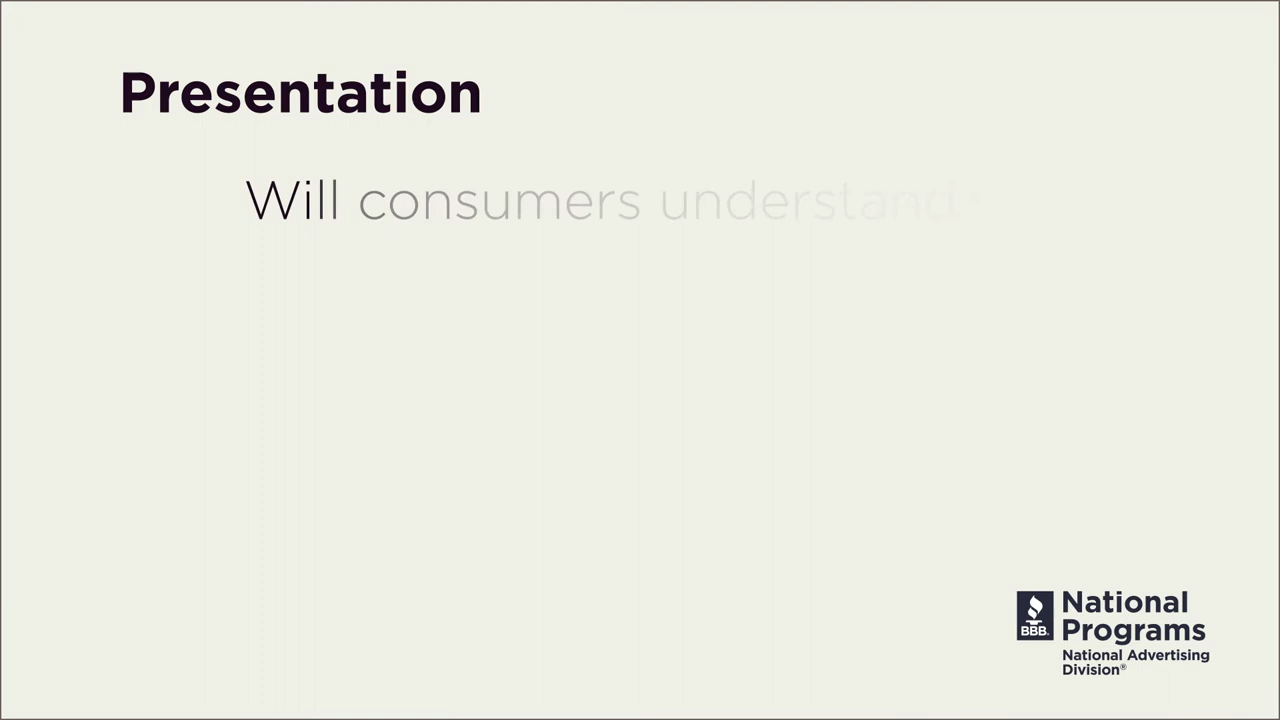 Presentation
Will consumers understand
BBB.
National
Programs
National Advertising
Division®